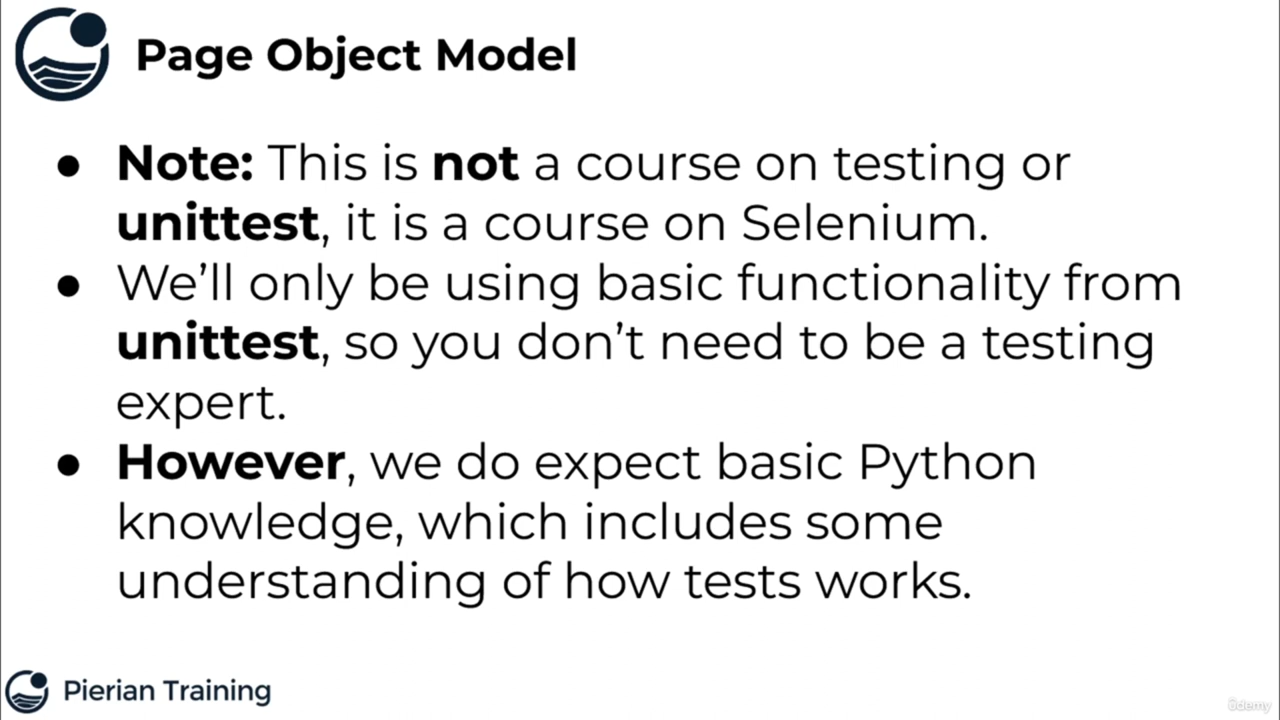 Page Object Model
● Note: This is not a course on testing or
unittest, it is a course on Selenium.
● We’ll only be using basic functionality from
unittest, so you don’t need to be a testing
expert.
● However, we do expect basic Python
knowledge, which includes some
understanding of how tests works.
Pierian Training
ûdemy